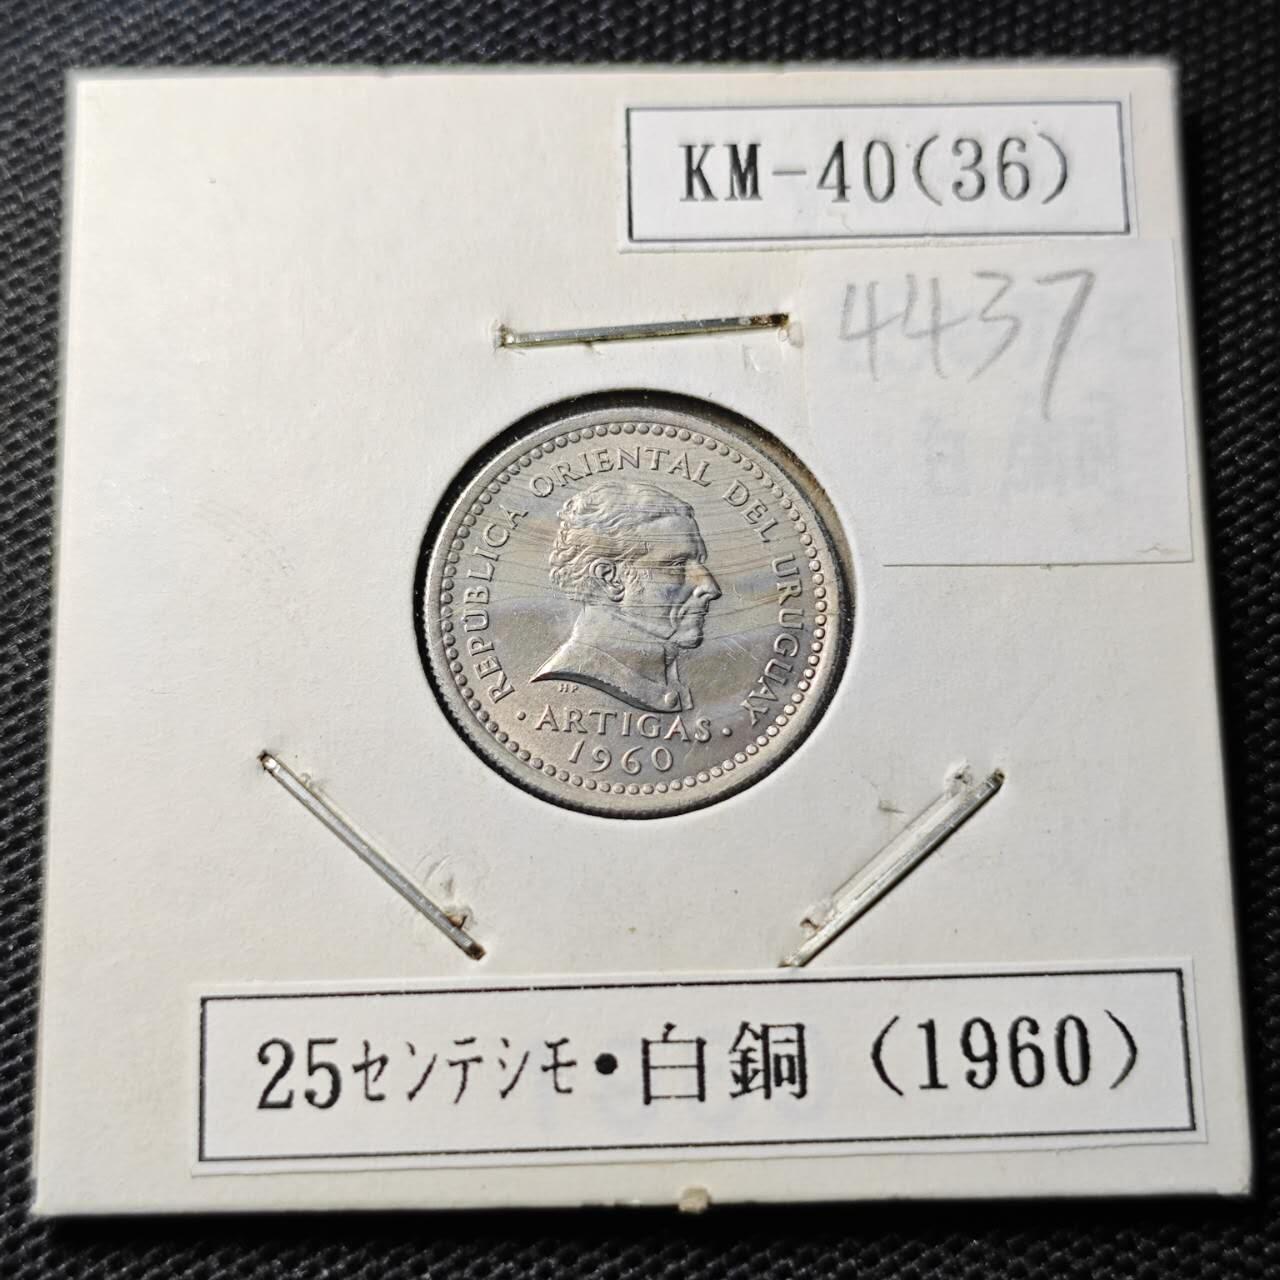 KM-40(36)
4437
REPUBLICA ORIENTAL DEL URUGUAY
HP
· ARTIGAS ·
1960
25センテシモ・白銅（1960）